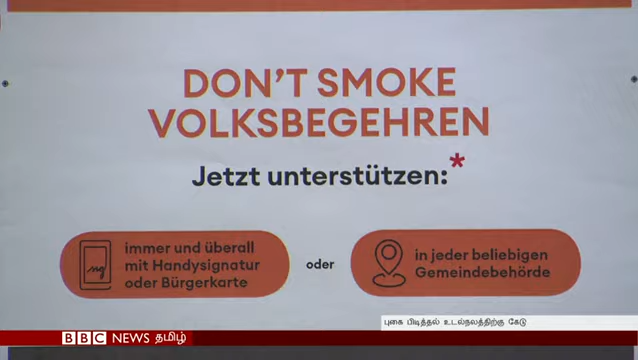 DON'T SMOKE
VOLKSBEGEHREN
Jetzt unterstützen:*
immer und überall
mit Handysignatur
oder Bürgerkarte
oder
in jeder beliebigen
Gemeindebehörde
புகை பிடித்தல் உடல்நலத்திற்கு கேடு
BBC NEWS தமிழ்